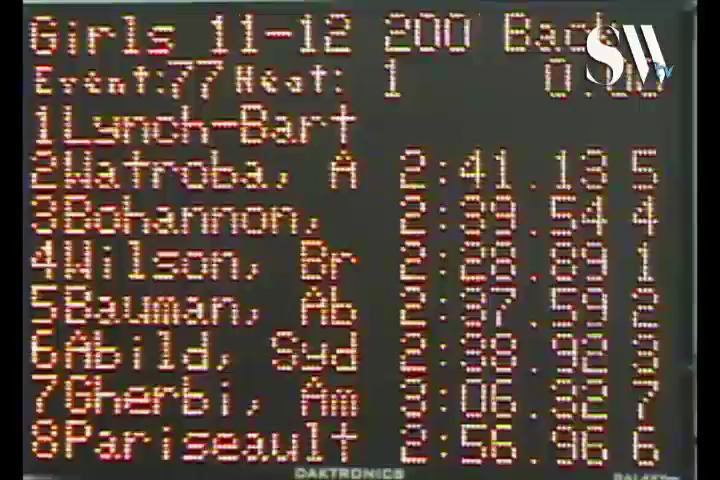 Girls 11-12 200 Back
Event:77 Heat: 1 0.00
1Lynch-Bart
2Watroba, A 2:41.13 5
3Bohannon, 2:39.54 4
4Wilson, Br 2:28.89 1
5Bauman, Ab 2:37.59 2
6Abild, Syd 2:38.92 3
7Gherbi, Am 3:06.32 7
8Pariseault 2:56.96 6
DAKTRONICS
SW TV